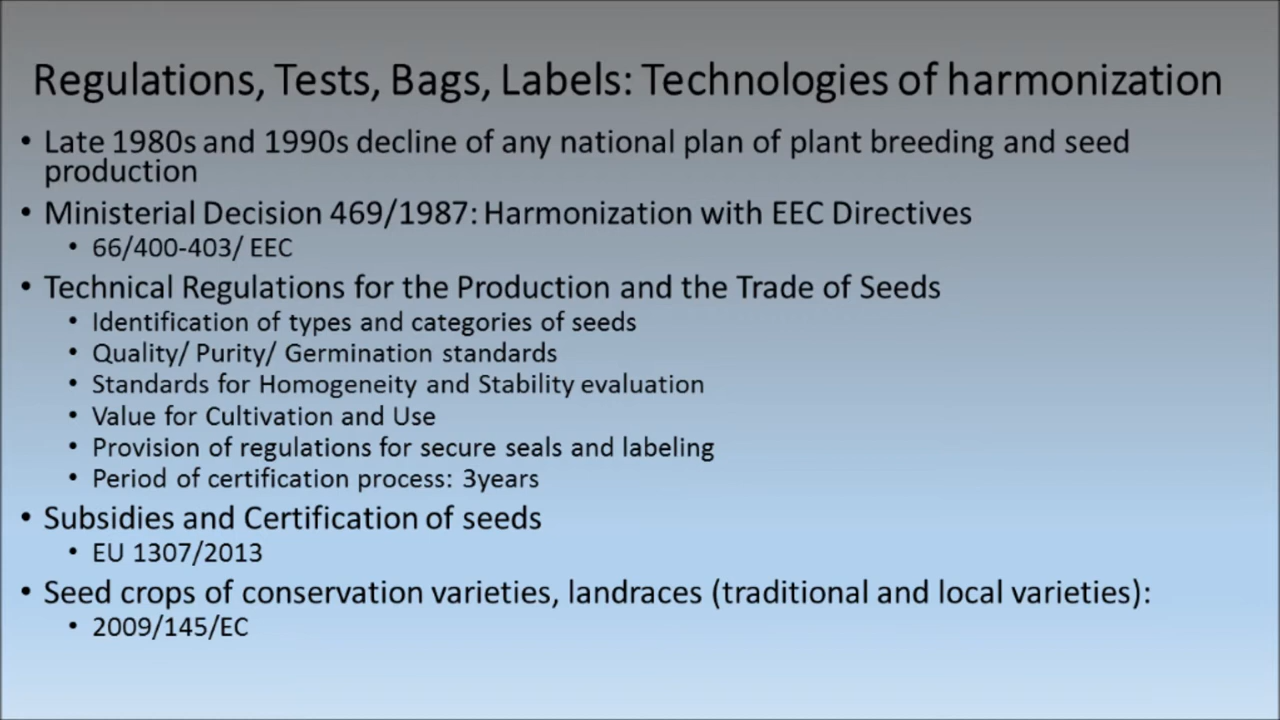 Regulations, Tests, Bags, Labels: Technologies of harmonization
• Late 1980s and 1990s decline of any national plan of plant breeding and seed
production
• Ministerial Decision 469/1987: Harmonization with EEC Directives
• 66/400-403/ EEC
• Technical Regulations for the Production and the Trade of Seeds
• Identification of types and categories of seeds
• Quality/ Purity/ Germination standards
• Standards for Homogeneity and Stability evaluation
• Value for Cultivation and Use
• Provision of regulations for secure seals and labeling
• Period of certification process: 3years
• Subsidies and Certification of seeds
• EU 1307/2013
• Seed crops of conservation varieties, landraces (traditional and local varieties):
• 2009/145/EC